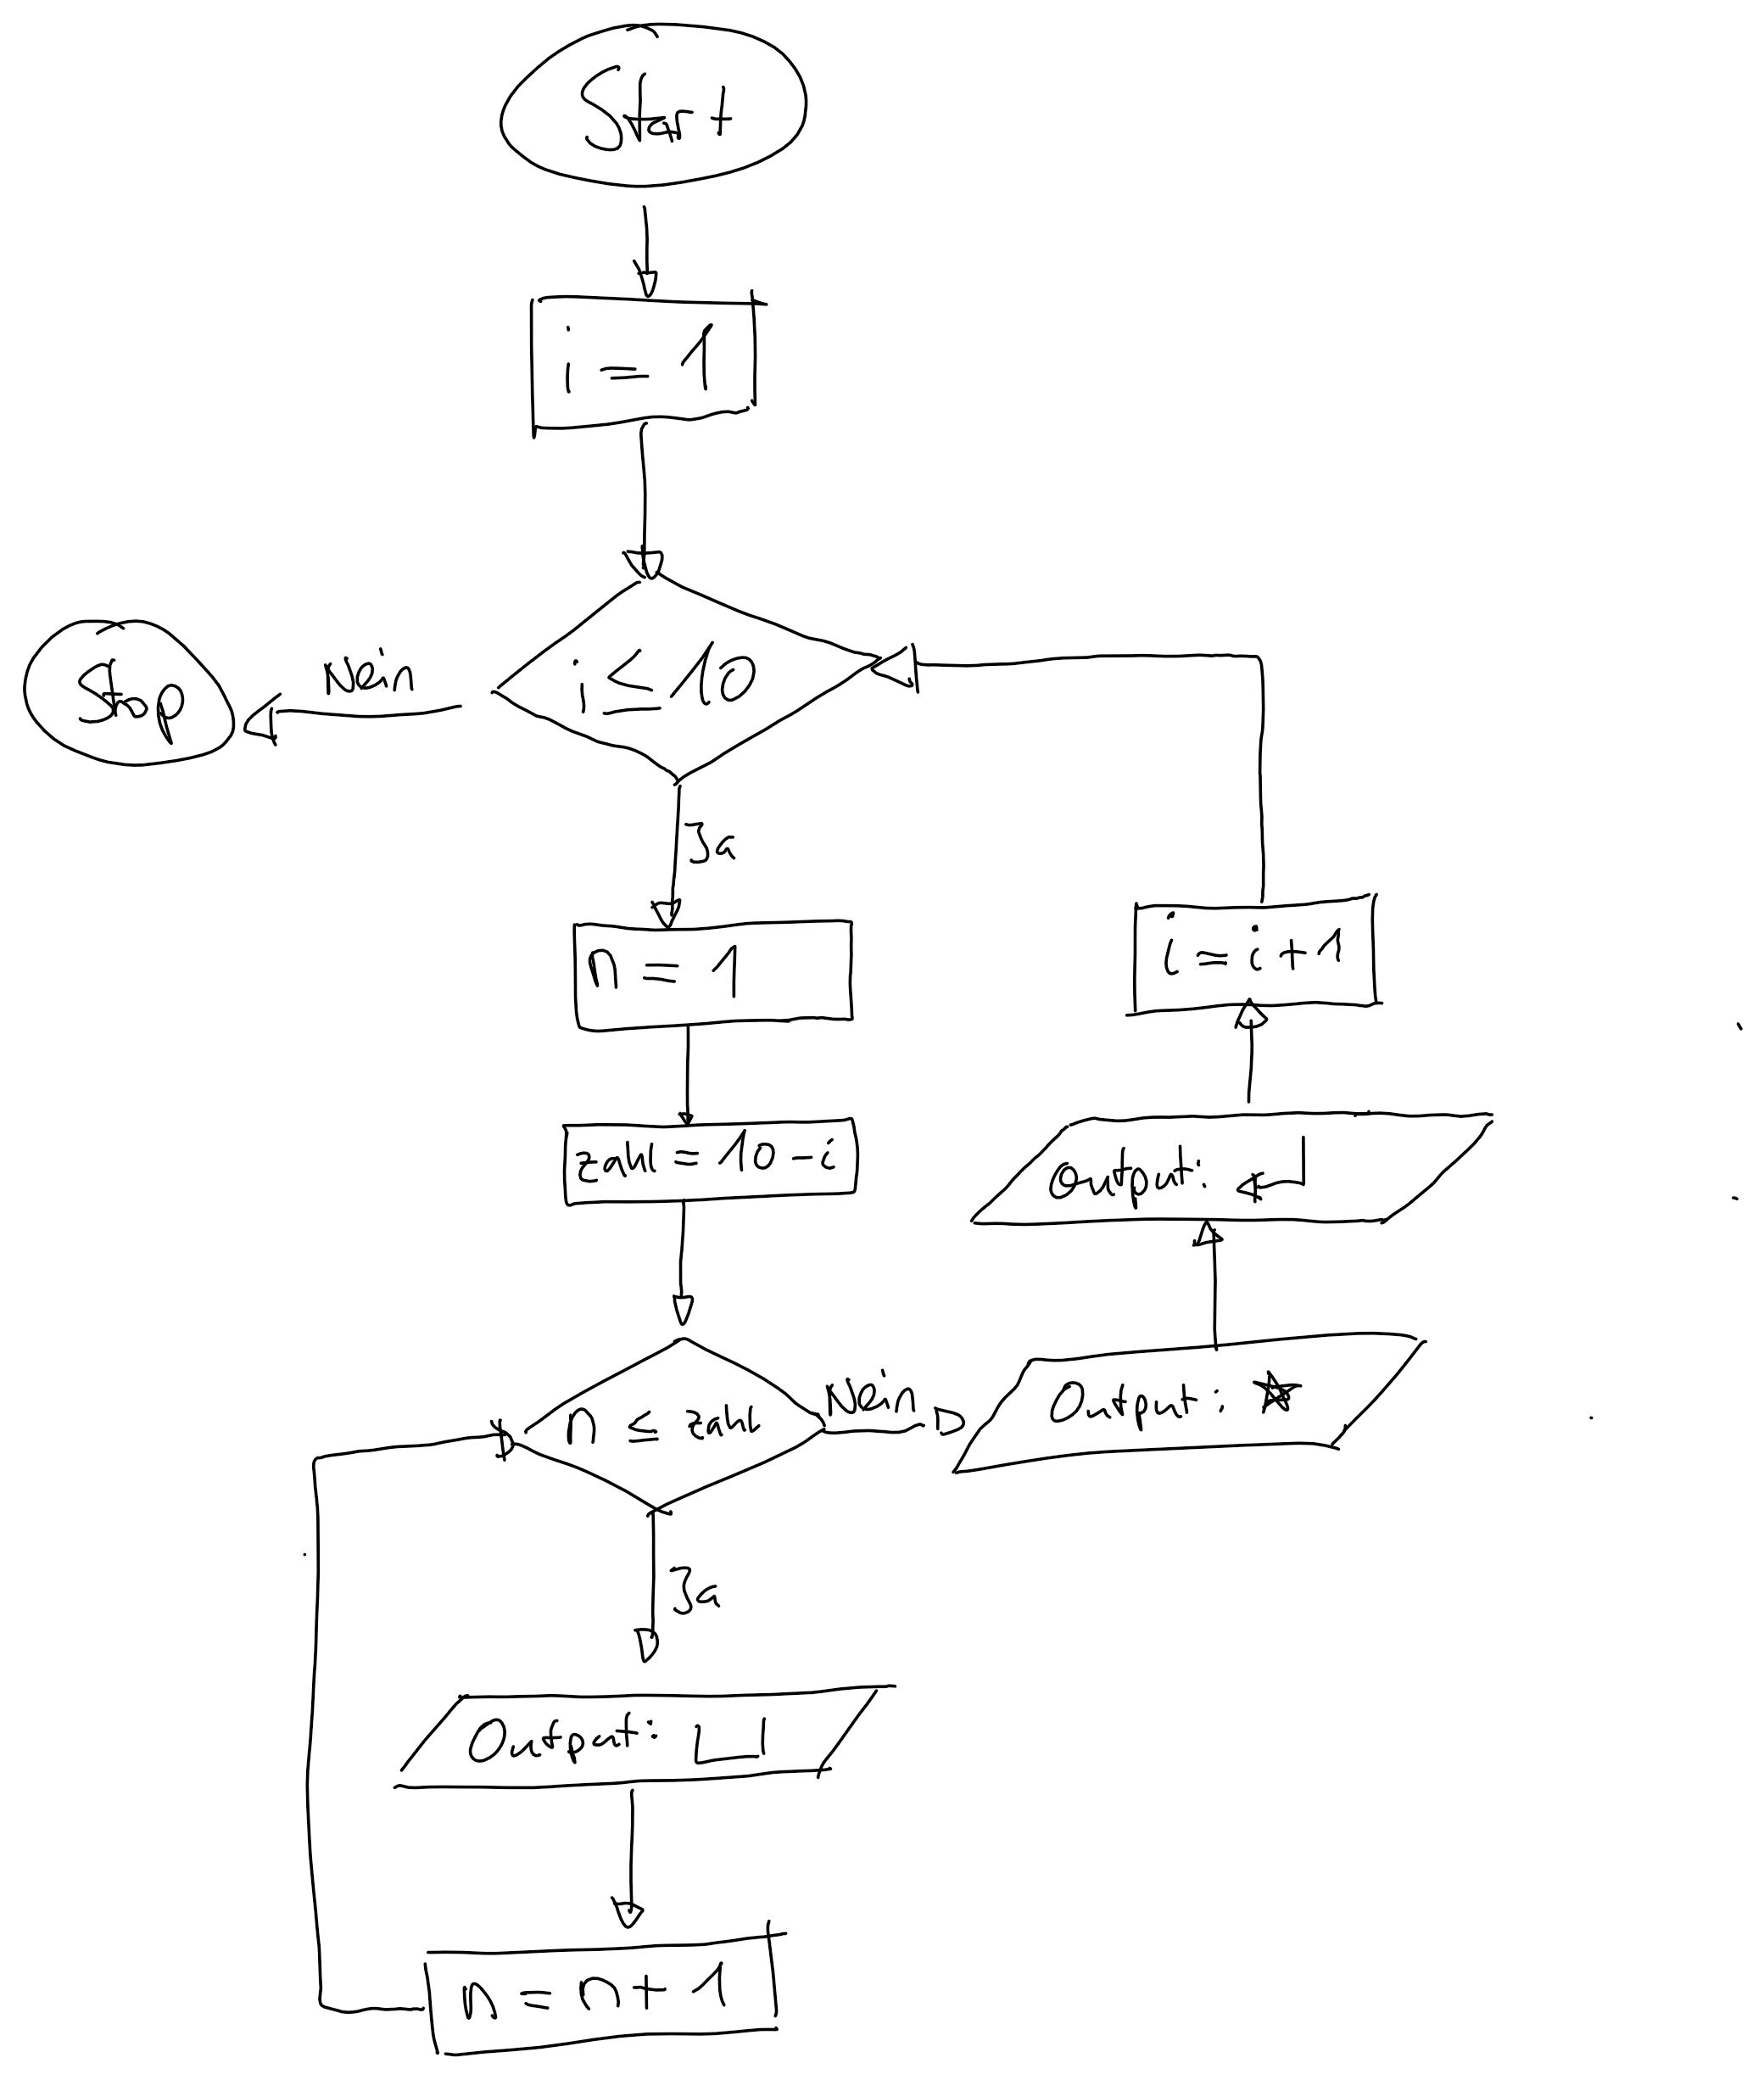 Start
i = 1
i ≤ 10
Nein
Stop
Ja
n = 1
zahl = 10 - i
n ≤ zahl
Nein
Output: ☆
Output: ↵
i = i + 1
Ja
Output: ⎵
n = n + 1